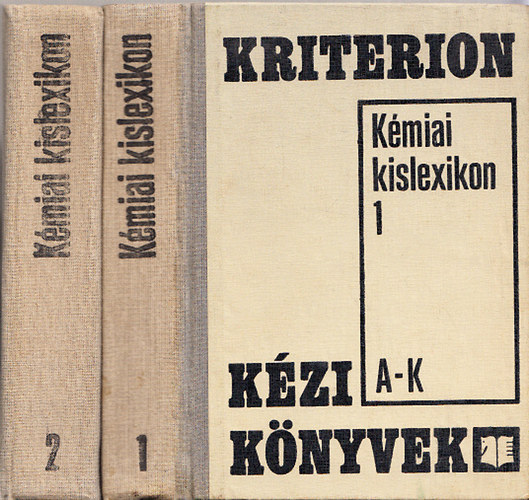 Kémiai kislexikon
2
Kémiai kislexikon
1
KRITERION
Kémiai
kislexikon
1
A-K
KÉZI
KÖNYVEK